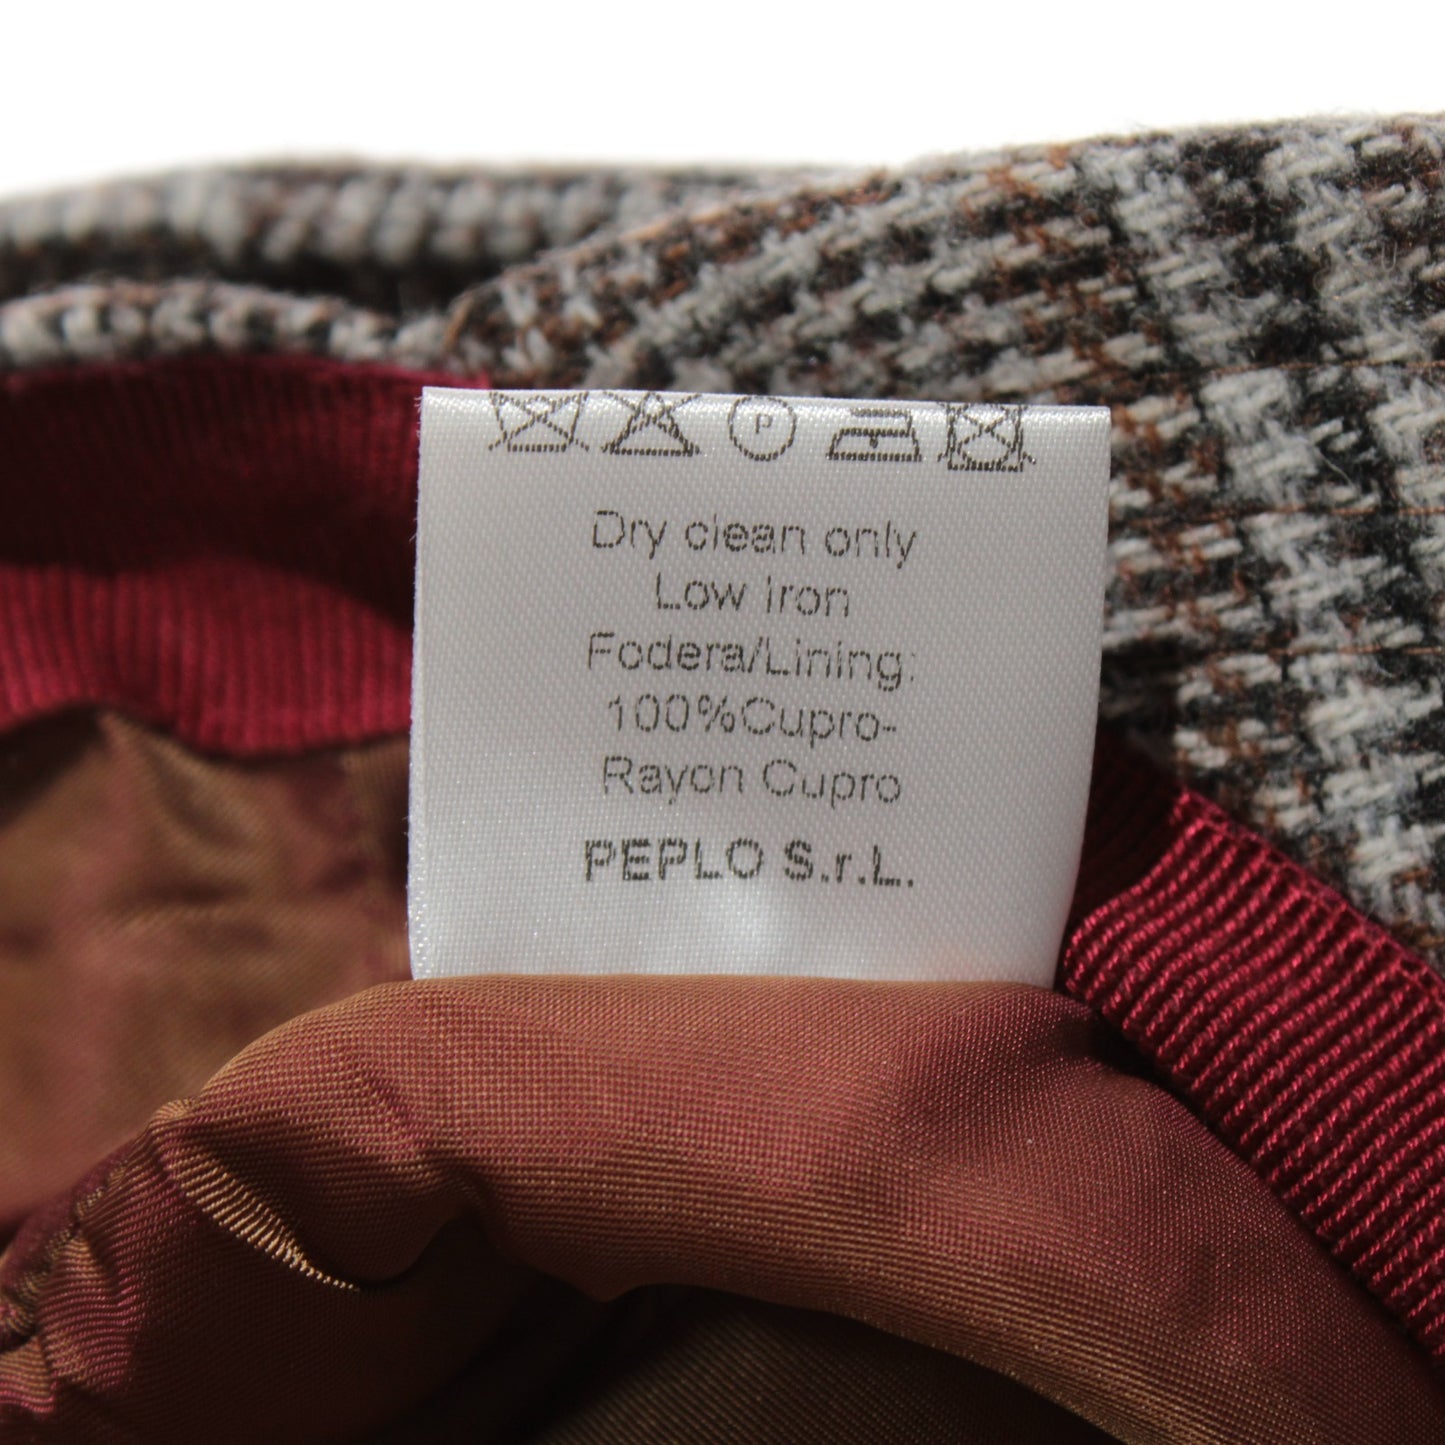 P
Dry clean only
Low iron
Fodera/Lining:
100%Cupro-
Rayon Cupro
PEPLO S.r.L.